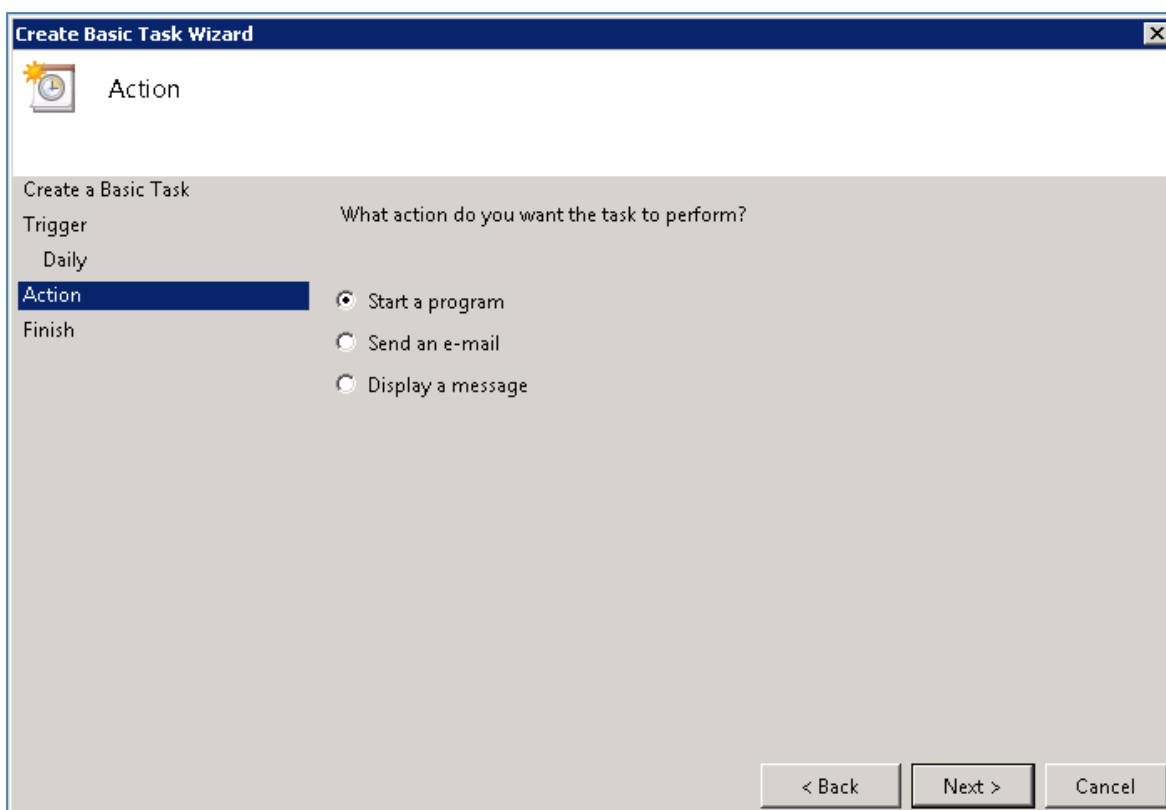 Create Basic Task Wizard
Action
Create a Basic Task
Trigger
Daily
Action
Finish
What action do you want the task to perform?
Start a program
Send an e-mail
Display a message
< Back
Next >
Cancel